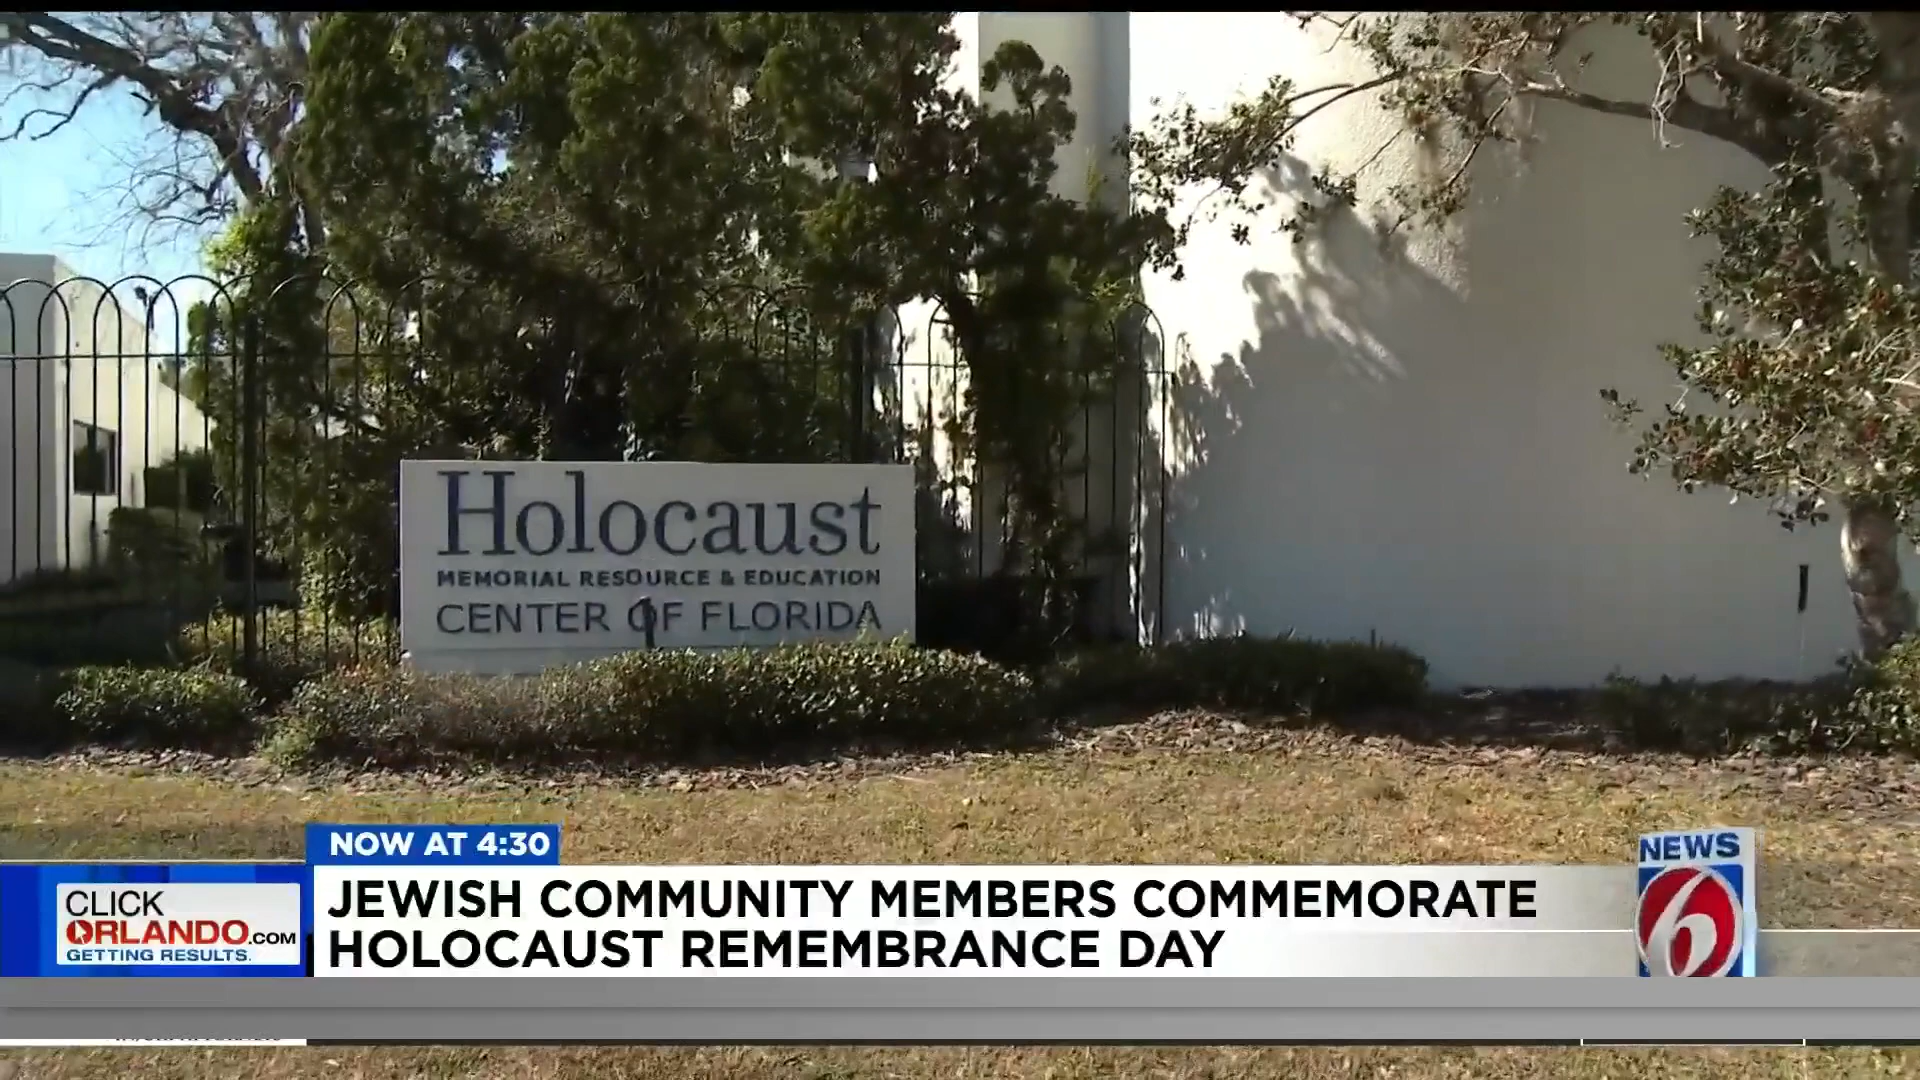 Holocaust
MEMORIAL RESOURCE & EDUCATION
CENTER OF FLORIDA
NOW AT 4:30
NEWS
6
CLICK
ORLANDO.COM
GETTING RESULTS.
JEWISH COMMUNITY MEMBERS COMMEMORATE
HOLOCAUST REMEMBRANCE DAY